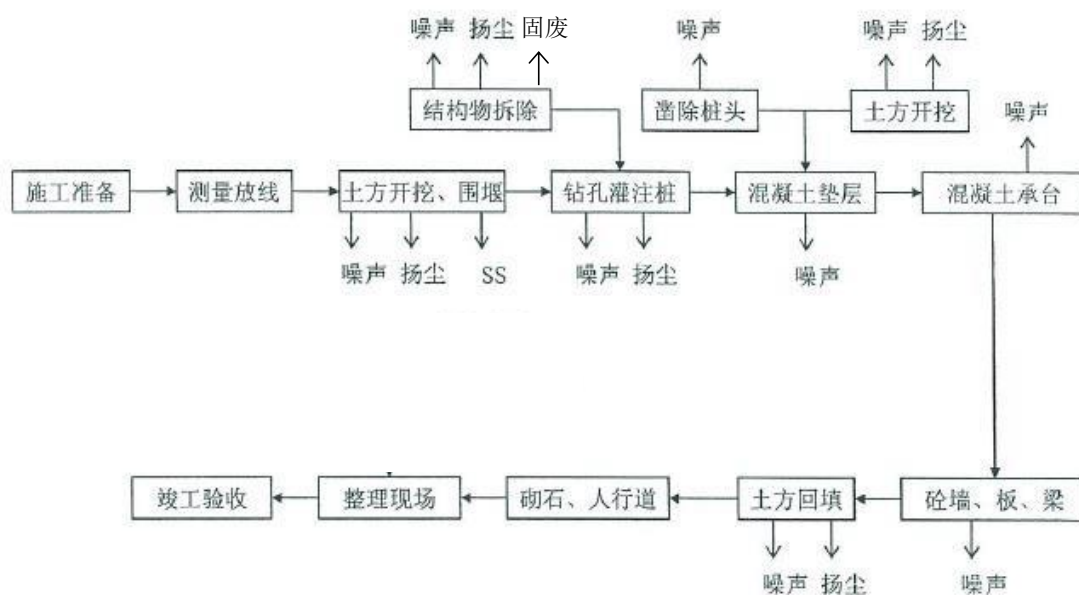 噪声 扬尘 固废 噪声 噪声 扬尘
结构物拆除 凿除桩头 土方开挖 噪声
施工准备 测量放线 土方开挖、围堰 钻孔灌注桩 混凝土垫层 混凝土承台
噪声 扬尘 SS 噪声 扬尘 噪声
竣工验收 整理现场 砌石、人行道 土方回填 砼墙、板、梁
噪声 扬尘 噪声